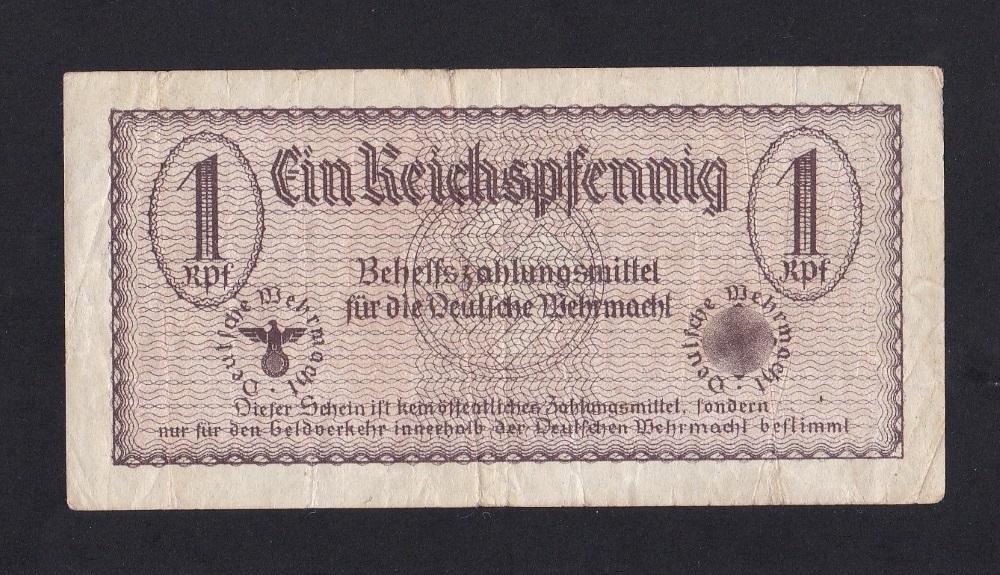 Ein Reichspfennig
1
Rpf
1
Rpf
Behelfszahlungsmittel
für die Deutsche Wehrmacht
Deutsche Wehrmacht
Deutsche Wehrmacht
Dieser Schein ist kein öffentliches Zahlungsmittel, sondern
nur für den Geldverkehr innerhalb der Deutschen Wehrmacht bestimmt